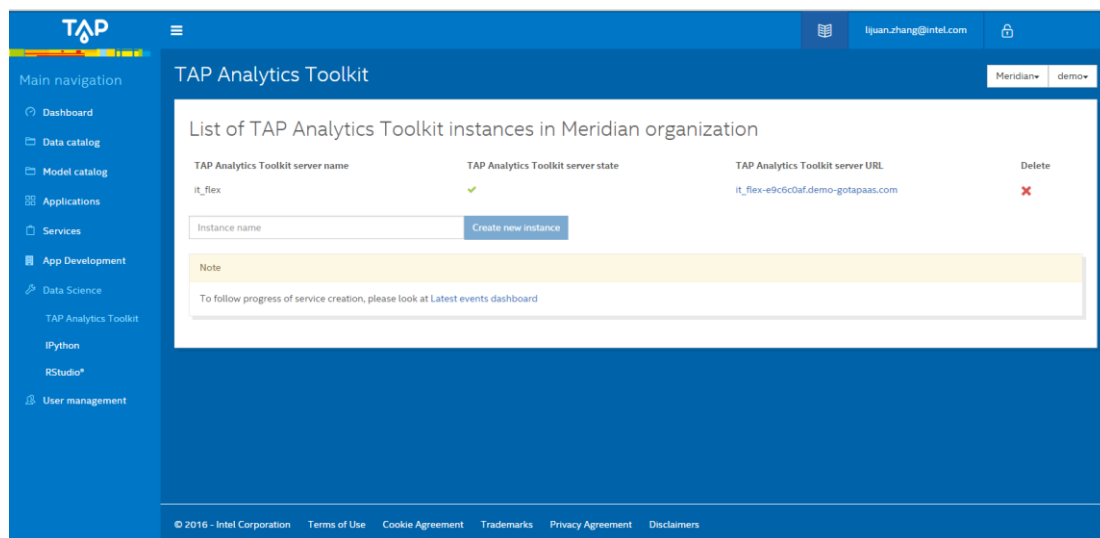 TAP
lijuan.zhang@intel.com
Main navigation
Dashboard
Data catalog
Model catalog
Applications
Services
App Development
Data Science
TAP Analytics Toolkit
IPython
RStudio®
User management
TAP Analytics Toolkit
Meridian demo
List of TAP Analytics Toolkit instances in Meridian organization
TAP Analytics Toolkit server name TAP Analytics Toolkit server state TAP Analytics Toolkit server URL Delete
it_flex it_flex-e9c6c0af.demo-gotapaas.com
Instance name Create new instance
Note
To follow progress of service creation, please look at Latest events dashboard
© 2016 - Intel Corporation Terms of Use Cookie Agreement Trademarks Privacy Agreement Disclaimers